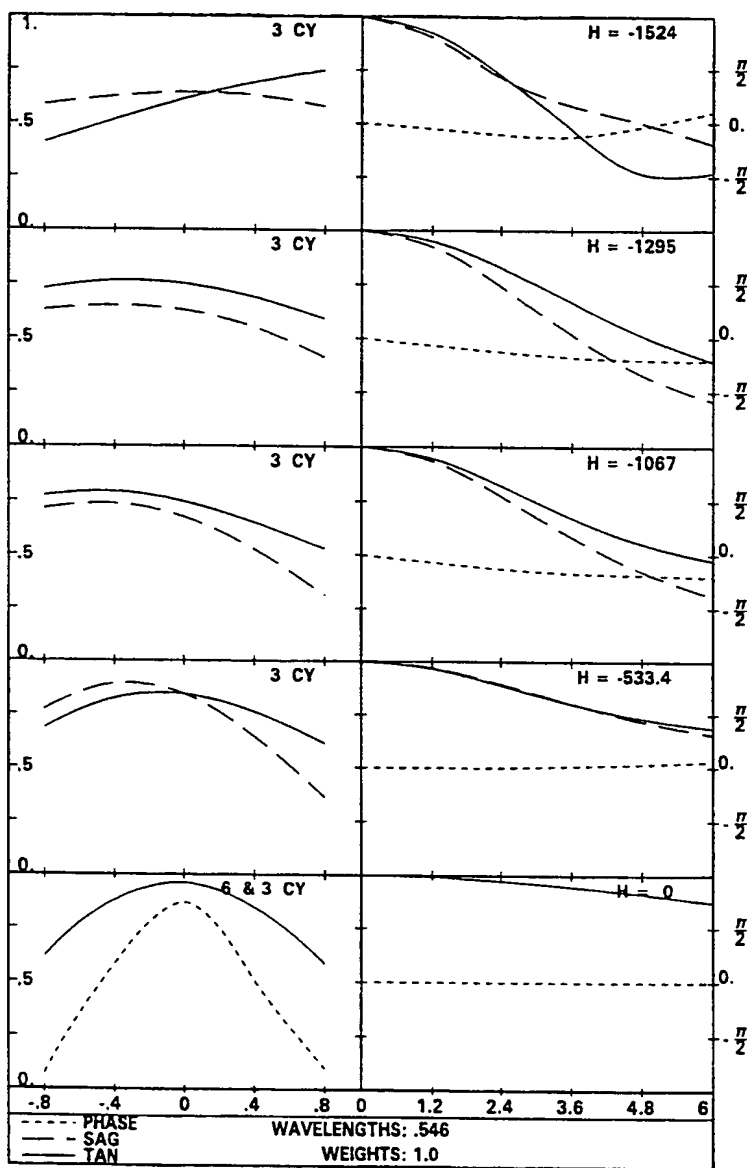 1. 3 CY H = -1524
π/2
.5 0.
-π/2
0.
3 CY H = -1295
π/2
.5 0.
-π/2
0.
3 CY H = -1067
π/2
.5 0.
-π/2
0.
3 CY H = -533.4
π/2
.5 0.
-π/2
0.
6 & 3 CY H = 0
π/2
.5 0.
-π/2
0.
-.8 -.4 0 .4 .8 0 1.2 2.4 3.6 4.8 6
PHASE WAVELENGTHS: .546
SAG
TAN WEIGHTS: 1.0